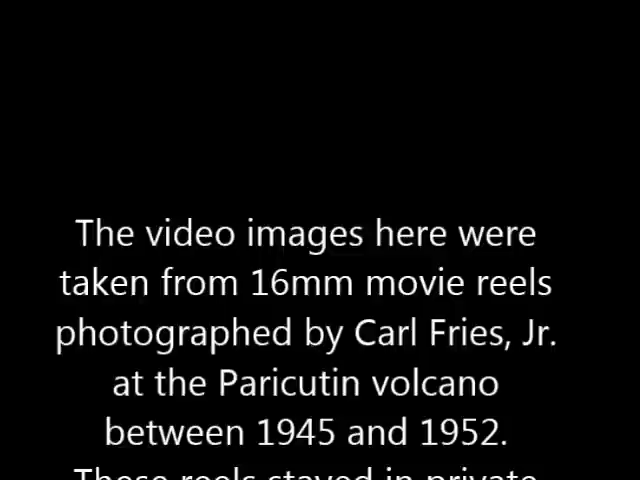 The video images here were
taken from 16mm movie reels
photographed by Carl Fries, Jr.
at the Paricutin volcano
between 1945 and 1952.
These reels stayed in private